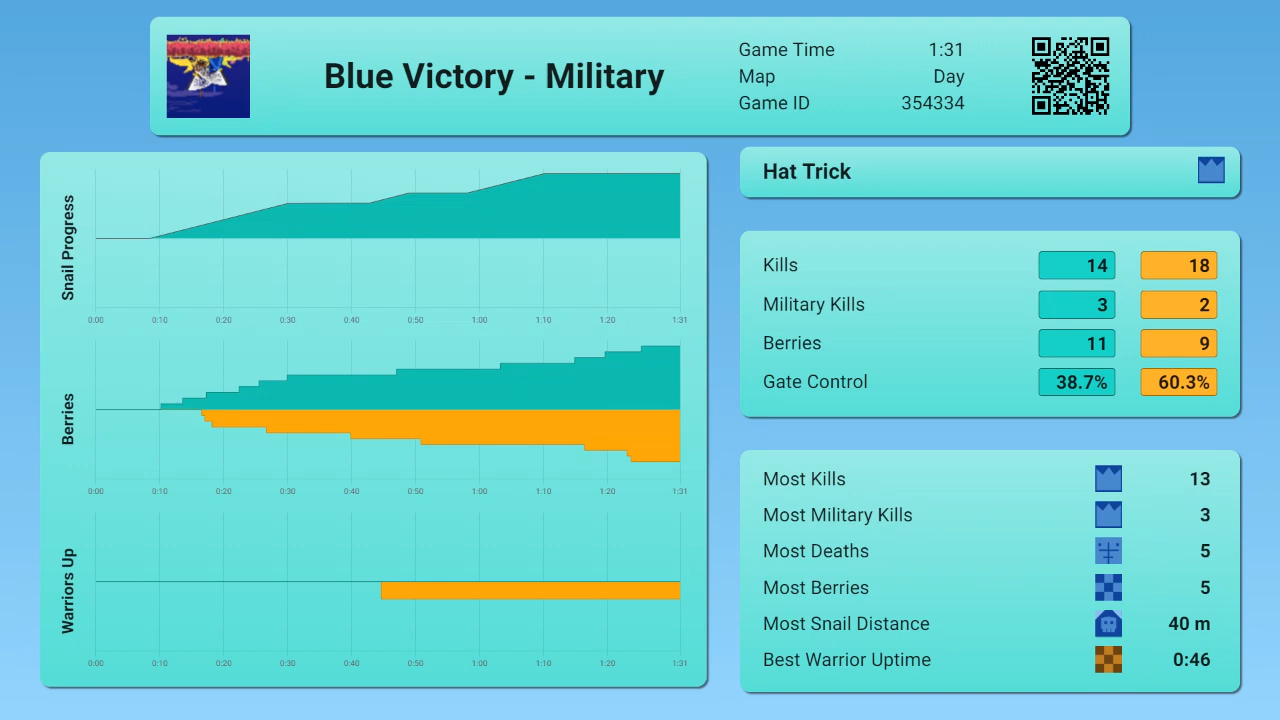 Blue Victory - Military
Game Time 1:31
Map Day
Game ID 354334
Snail Progress
0:00 0:10 0:20 0:30 0:40 0:50 1:00 1:10 1:20 1:31
Berries
0:00 0:10 0:20 0:30 0:40 0:50 1:00 1:10 1:20 1:31
Warriors Up
0:00 0:10 0:20 0:30 0:40 0:50 1:00 1:10 1:20 1:31
Hat Trick
Kills 14 18
Military Kills 3 2
Berries 11 9
Gate Control 38.7% 60.3%
Most Kills 13
Most Military Kills 3
Most Deaths 5
Most Berries 5
Most Snail Distance 40 m
Best Warrior Uptime 0:46